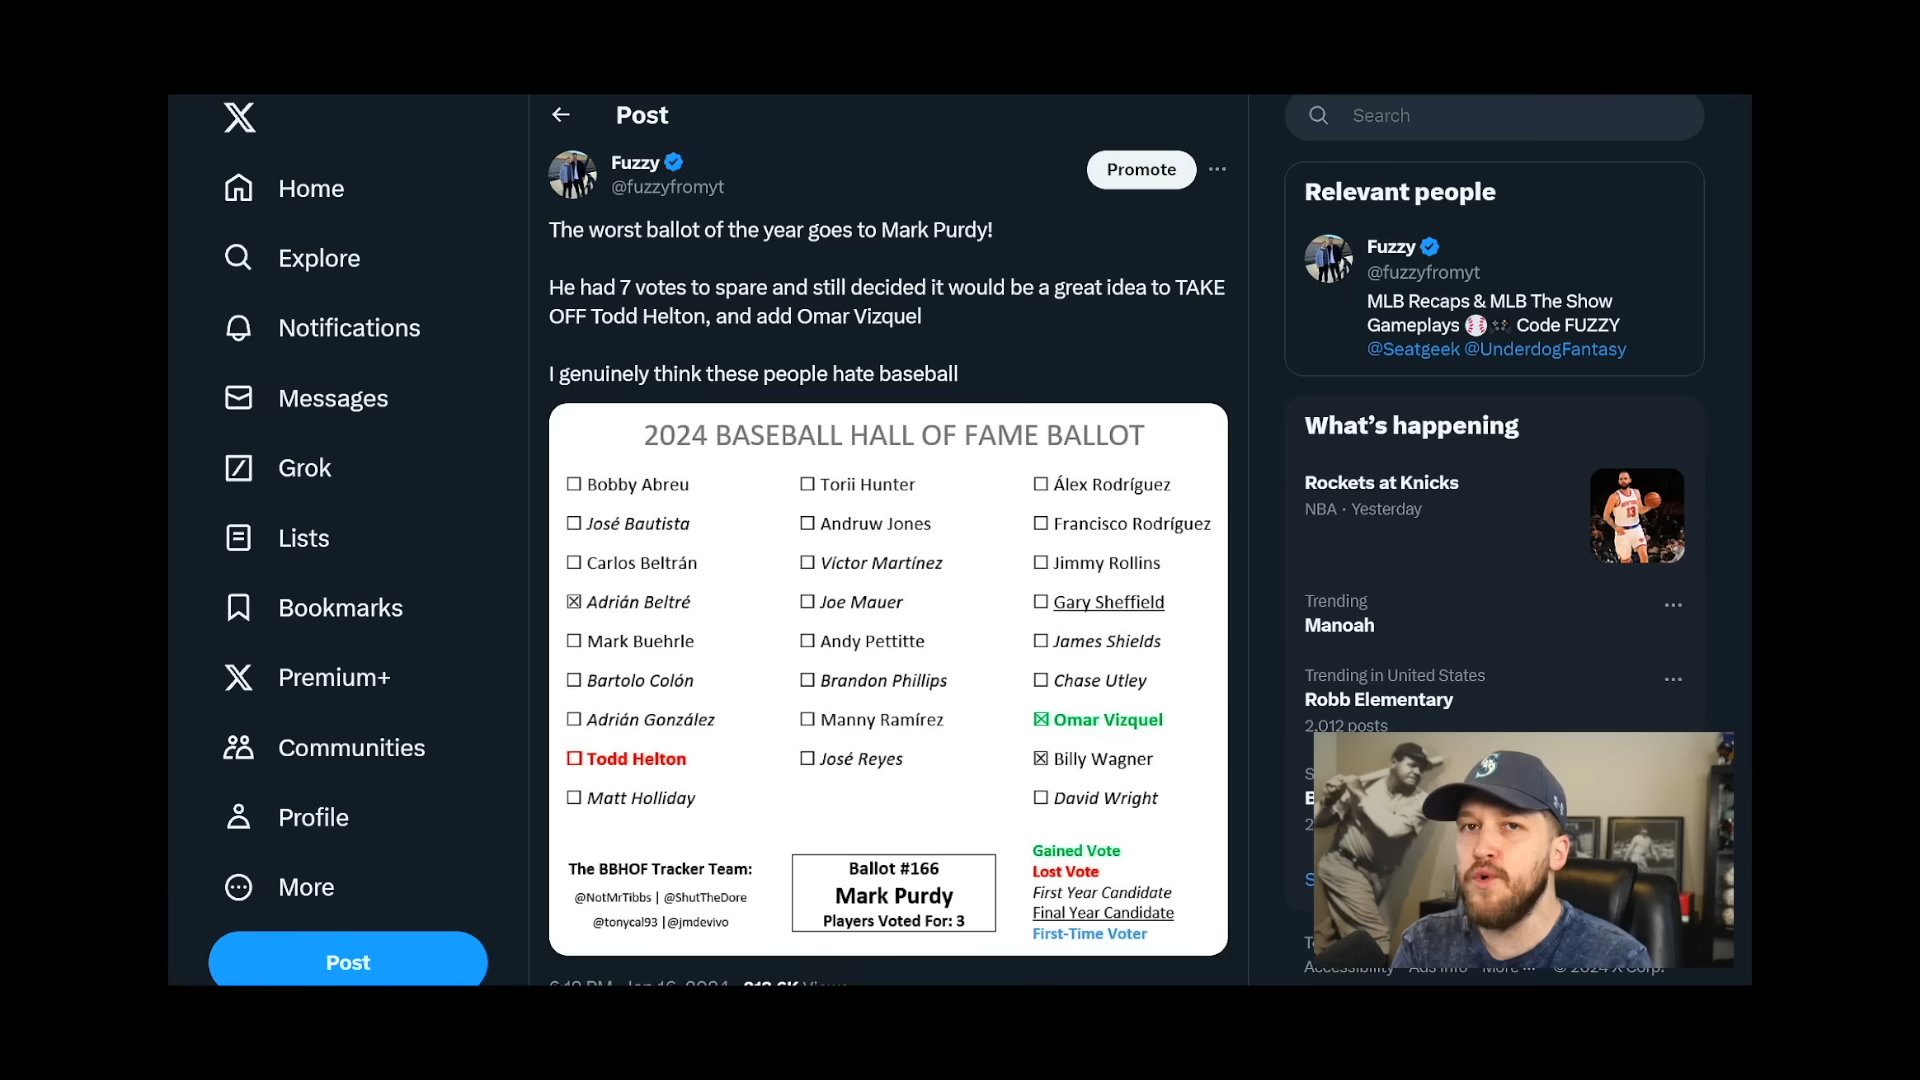 Home
Explore
Notifications
Messages
Grok
Lists
Bookmarks
Premium+
Communities
Profile
More
Post
Post
Fuzzy
@fuzzyfromyt
Promote
The worst ballot of the year goes to Mark Purdy!
He had 7 votes to spare and still decided it would be a great idea to TAKE
OFF Todd Helton, and add Omar Vizquel
I genuinely think these people hate baseball
2024 BASEBALL HALL OF FAME BALLOT
Bobby Abreu
José Bautista
Carlos Beltrán
Adrián Beltré
Mark Buehrle
Bartolo Colón
Adrián González
Todd Helton
Matt Holliday
Torii Hunter
Andruw Jones
Víctor Martínez
Joe Mauer
Andy Pettitte
Brandon Phillips
Manny Ramírez
José Reyes
Álex Rodríguez
Francisco Rodríguez
Jimmy Rollins
Gary Sheffield
James Shields
Chase Utley
Omar Vizquel
Billy Wagner
David Wright
The BBHOF Tracker Team:
@NotMrTibbs | @ShutTheDore
@tonycal93 |@jmdevivo
Ballot #166
Mark Purdy
Players Voted For: 3
Gained Vote
Lost Vote
First Year Candidate
Final Year Candidate
First-Time Voter
Search
Relevant people
Fuzzy
@fuzzyfromyt
MLB Recaps & MLB The Show
Gameplays Code FUZZY
@Seatgeek @UnderdogFantasy
What's happening
Rockets at Knicks
NBA · Yesterday
Trending
Manoah
Trending in United States
Robb Elementary
2,012 posts